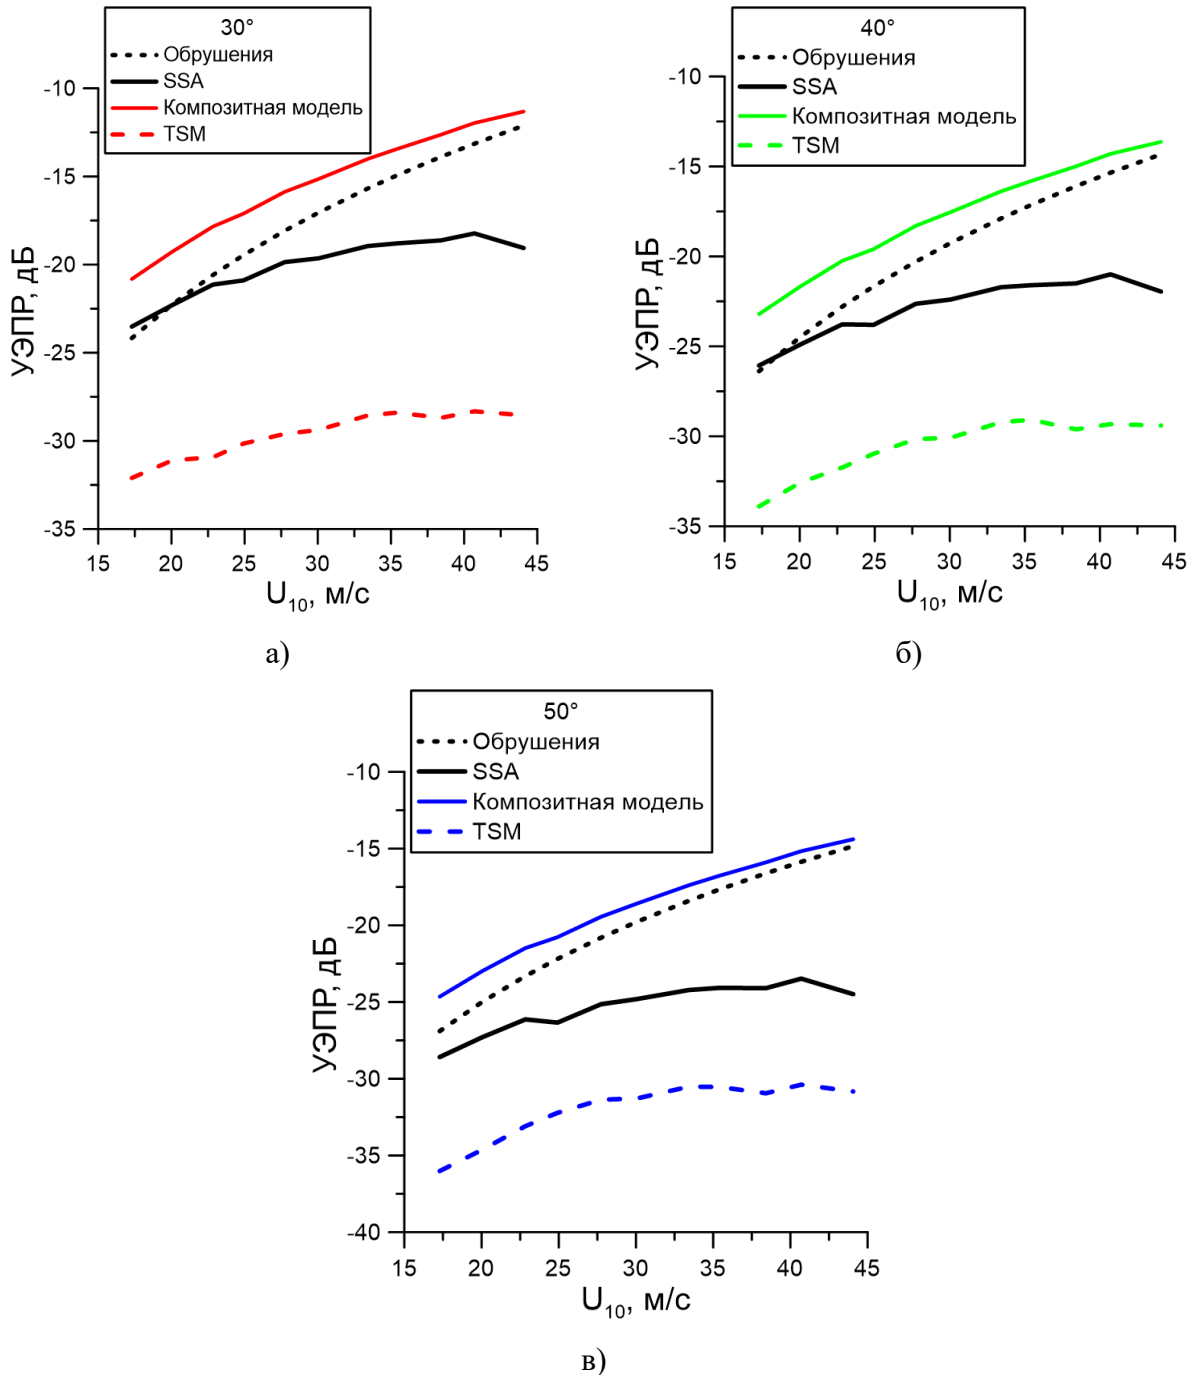 30°
Обрушения
SSA
Композитная модель
TSM
-10
-15
-20
-25
-30
-35
УЭПР, дБ
15 20 25 30 35 40 45
U10, м/с
а)
40°
Обрушения
SSA
Композитная модель
TSM
-10
-15
-20
-25
-30
-35
УЭПР, дБ
15 20 25 30 35 40 45
U10, м/с
б)
50°
Обрушения
SSA
Композитная модель
TSM
-10
-15
-20
-25
-30
-35
-40
УЭПР, дБ
15 20 25 30 35 40 45
U10, м/с
в)